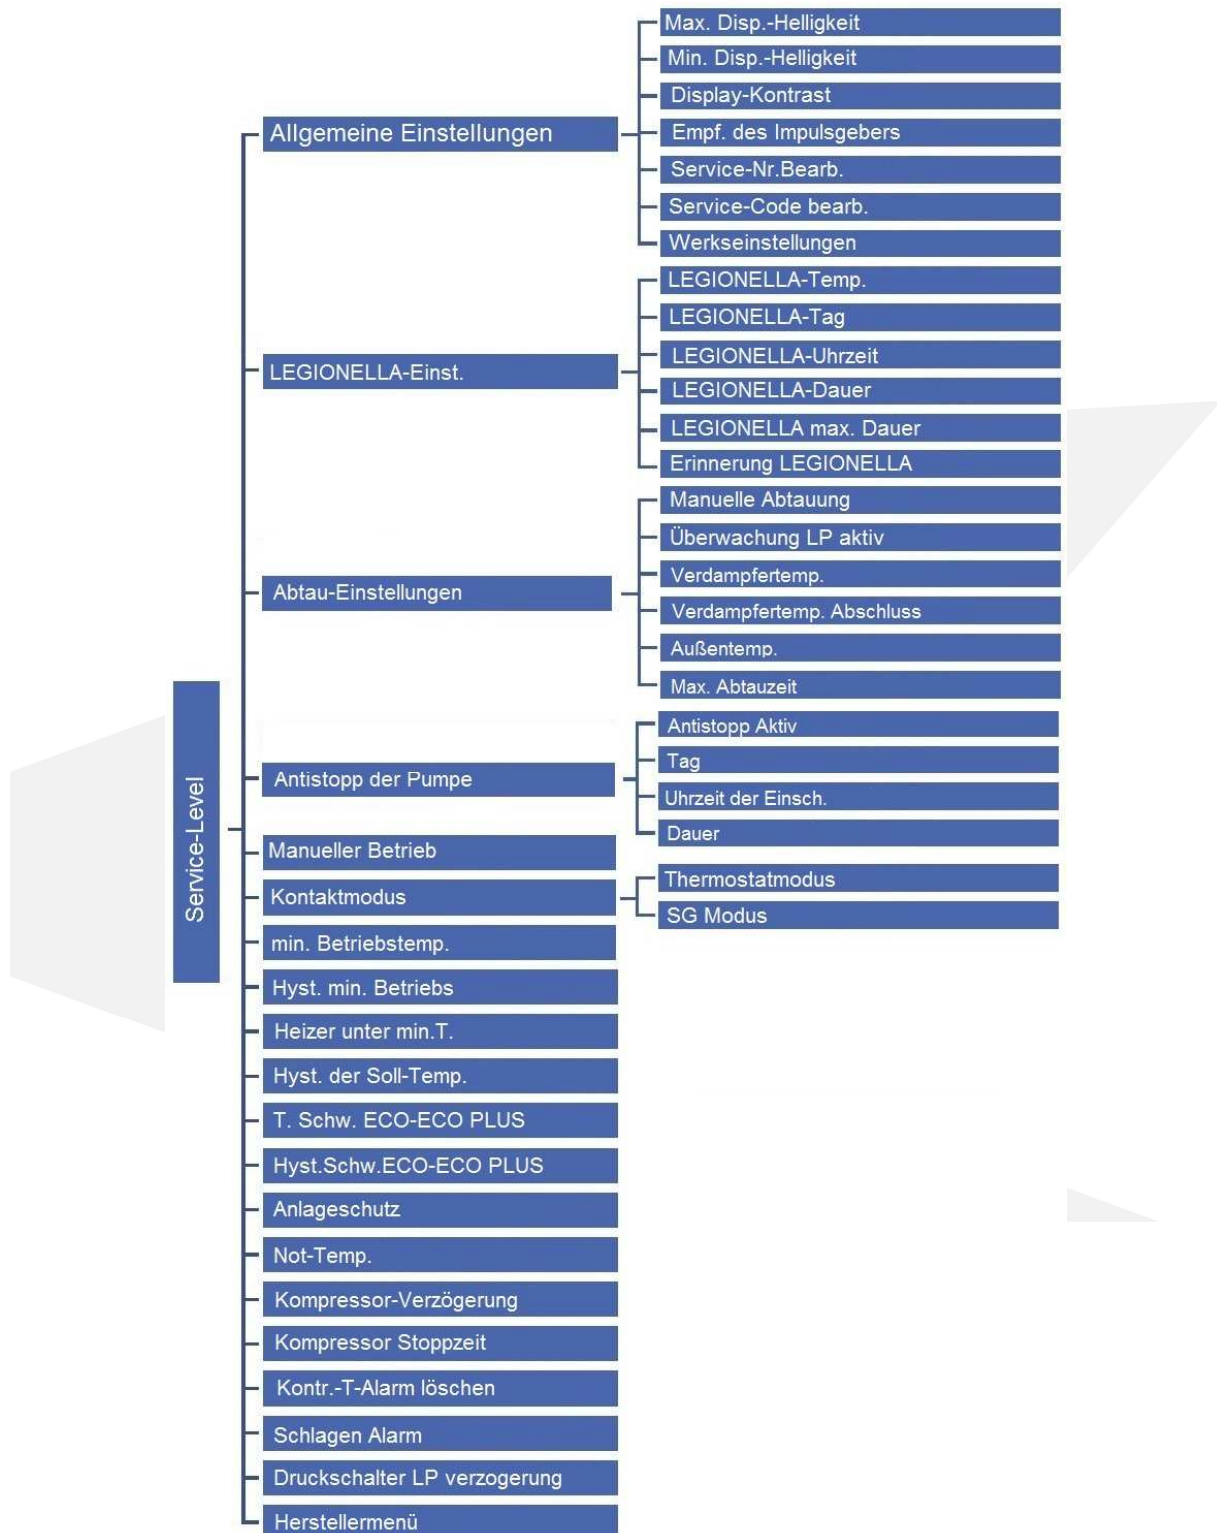 Service-Level
Allgemeine Einstellungen
Max. Disp.-Helligkeit
Min. Disp.-Helligkeit
Display-Kontrast
Empf. des Impulsgebers
Service-Nr.Bearb.
Service-Code bearb.
Werkseinstellungen
LEGIONELLA-Einst.
LEGIONELLA-Temp.
LEGIONELLA-Tag
LEGIONELLA-Uhrzeit
LEGIONELLA-Dauer
LEGIONELLA max. Dauer
Erinnerung LEGIONELLA
Abtau-Einstellungen
Manuelle Abtauung
Überwachung LP aktiv
Verdampfertemp.
Verdampfertemp. Abschluss
Außentemp.
Max. Abtauzeit
Antistopp der Pumpe
Antistopp Aktiv
Tag
Uhrzeit der Einsch.
Dauer
Manueller Betrieb
Kontaktmodus
Thermostatmodus
SG Modus
min. Betriebstemp.
Hyst. min. Betriebs
Heizer unter min.T.
Hyst. der Soll-Temp.
T. Schw. ECO-ECO PLUS
Hyst.Schw.ECO-ECO PLUS
Anlageschutz
Not-Temp.
Kompressor-Verzögerung
Kompressor Stoppzeit
Kontr.-T-Alarm löschen
Schlagen Alarm
Druckschalter LP verzogerung
Herstellermenü